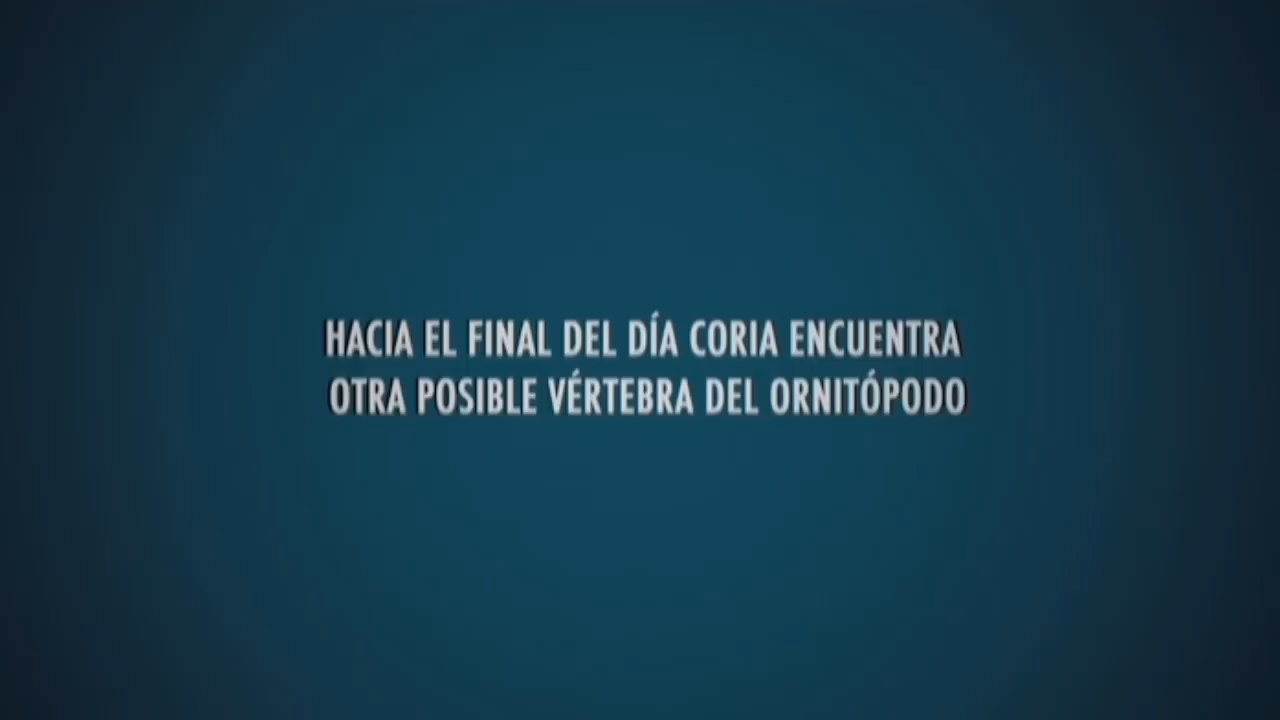 HACIA EL FINAL DEL DÍA CORIA ENCUENTRA
OTRA POSIBLE VÉRTEBRA DEL ORNITÓPODO